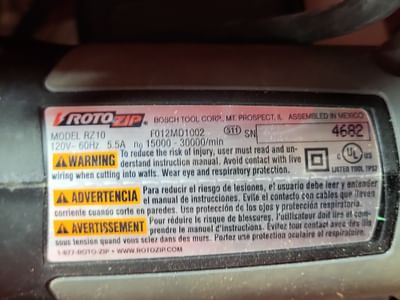 ROTOZIP BOSCH TOOL CORP. MT. PROSPECT, IL ASSEMBLED IN MEXICO
MODEL RZ10 F012MD1002 511 SN 4682
120V~ 60Hz 5.5A n₀ 15000 - 30000/min
WARNING To reduce the risk of injury, user must read and understand instruction manual. Avoid contact with live
wiring when cutting into walls. Wear eye and respiratory protection.
UL LISTED TOOL
ADVERTENCIA Para reducir el riesgo de lesiones, el usuario debe leer y entender
el manual de instrucciones. Evite el contacto con cables que lleven
corriente cuando corte en paredes. Use protección de los ojos y respiratoria.
AVERTISSEMENT Pour réduire le risque de blessures, l'utilisateur doit lire et comprendre
le manuel d'instructions. Évitez tout contact avec des fils
sous tension quand vous sciez dans des murs. Portez une protection oculaire et respiratoire.
1-877-ROTO-ZIP • WWW.ROTOZIP.COM